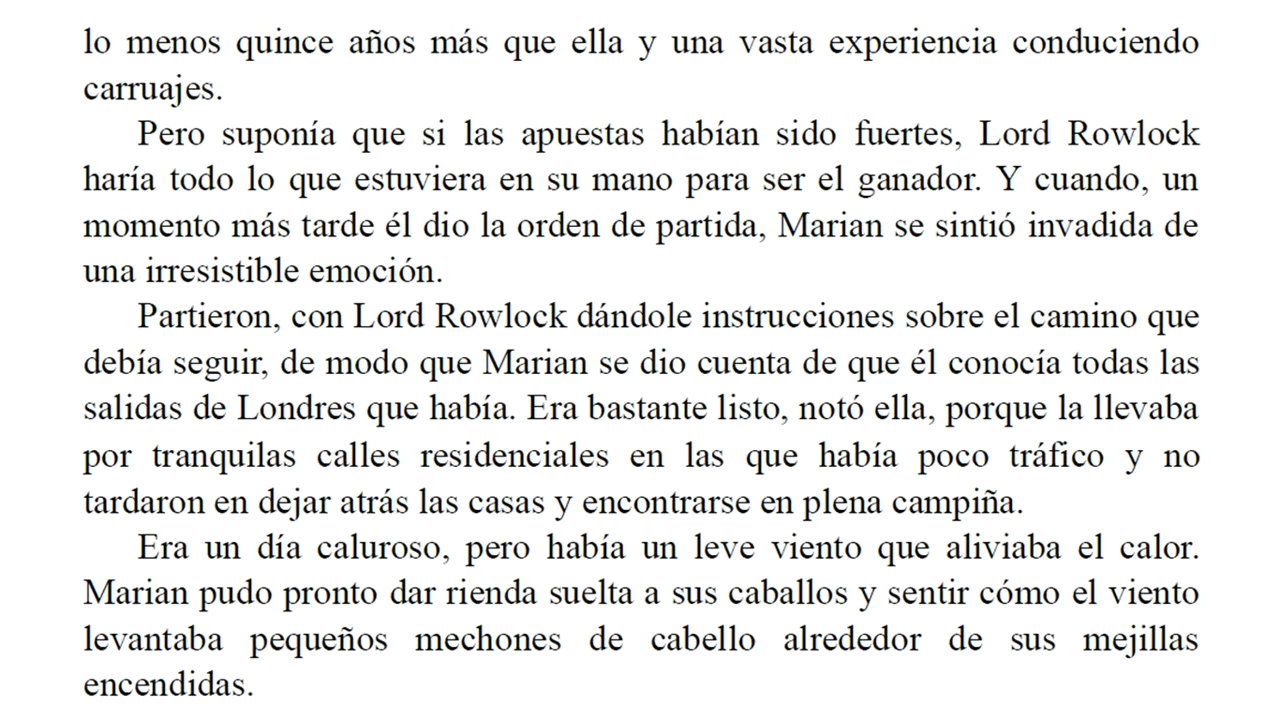 lo menos quince años más que ella y una vasta experiencia conduciendo
carruajes.
Pero suponía que si las apuestas habían sido fuertes, Lord Rowlock
haría todo lo que estuviera en su mano para ser el ganador. Y cuando, un
momento más tarde él dio la orden de partida, Marian se sintió invadida de
una irresistible emoción.
Partieron, con Lord Rowlock dándole instrucciones sobre el camino que
debía seguir, de modo que Marian se dio cuenta de que él conocía todas las
salidas de Londres que había. Era bastante listo, notó ella, porque la llevaba
por tranquilas calles residenciales en las que había poco tráfico y no
tardaron en dejar atrás las casas y encontrarse en plena campiña.
Era un día caluroso, pero había un leve viento que aliviaba el calor.
Marian pudo pronto dar rienda suelta a sus caballos y sentir cómo el viento
levantaba pequeños mechones de cabello alrededor de sus mejillas
encendidas.